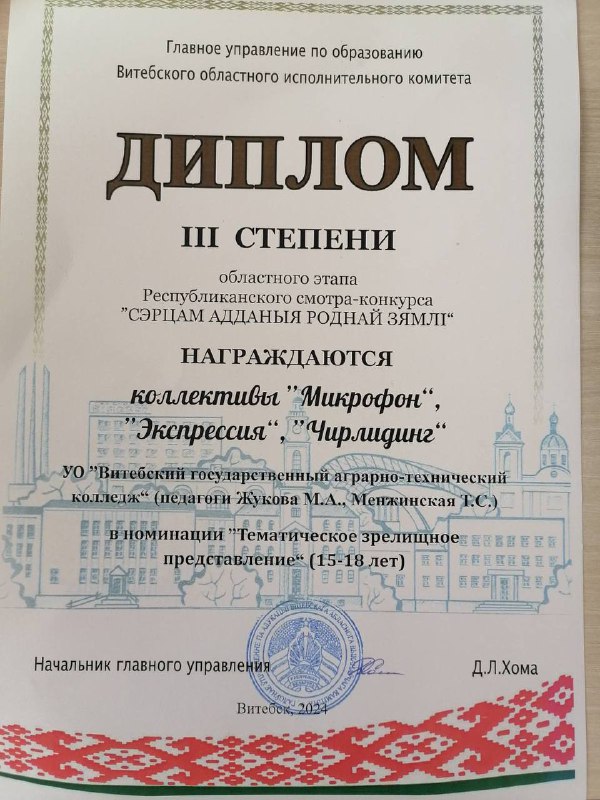 Главное управление по образованию
Витебского областного исполнительного комитета
ДИПЛОМ
III СТЕПЕНИ
областного этапа
Республиканского смотра-конкурса
"СЭРЦАМ АДДАНЫЯ РОДНАЙ ЗЯМЛІ“
НАГРАЖДАЮТСЯ
коллективы "Микрофон“,
"Экспрессия“, "Чирлидинг“
УО "Витебский государственный аграрно-технический
колледж“ (педагоги Жукова М.А., Менжинская Т.С.)
в номинации "Тематическое зрелищное
представление“ (15-18 лет)
Начальник главного управления
Д.Л.Хома
Витебск, 2024